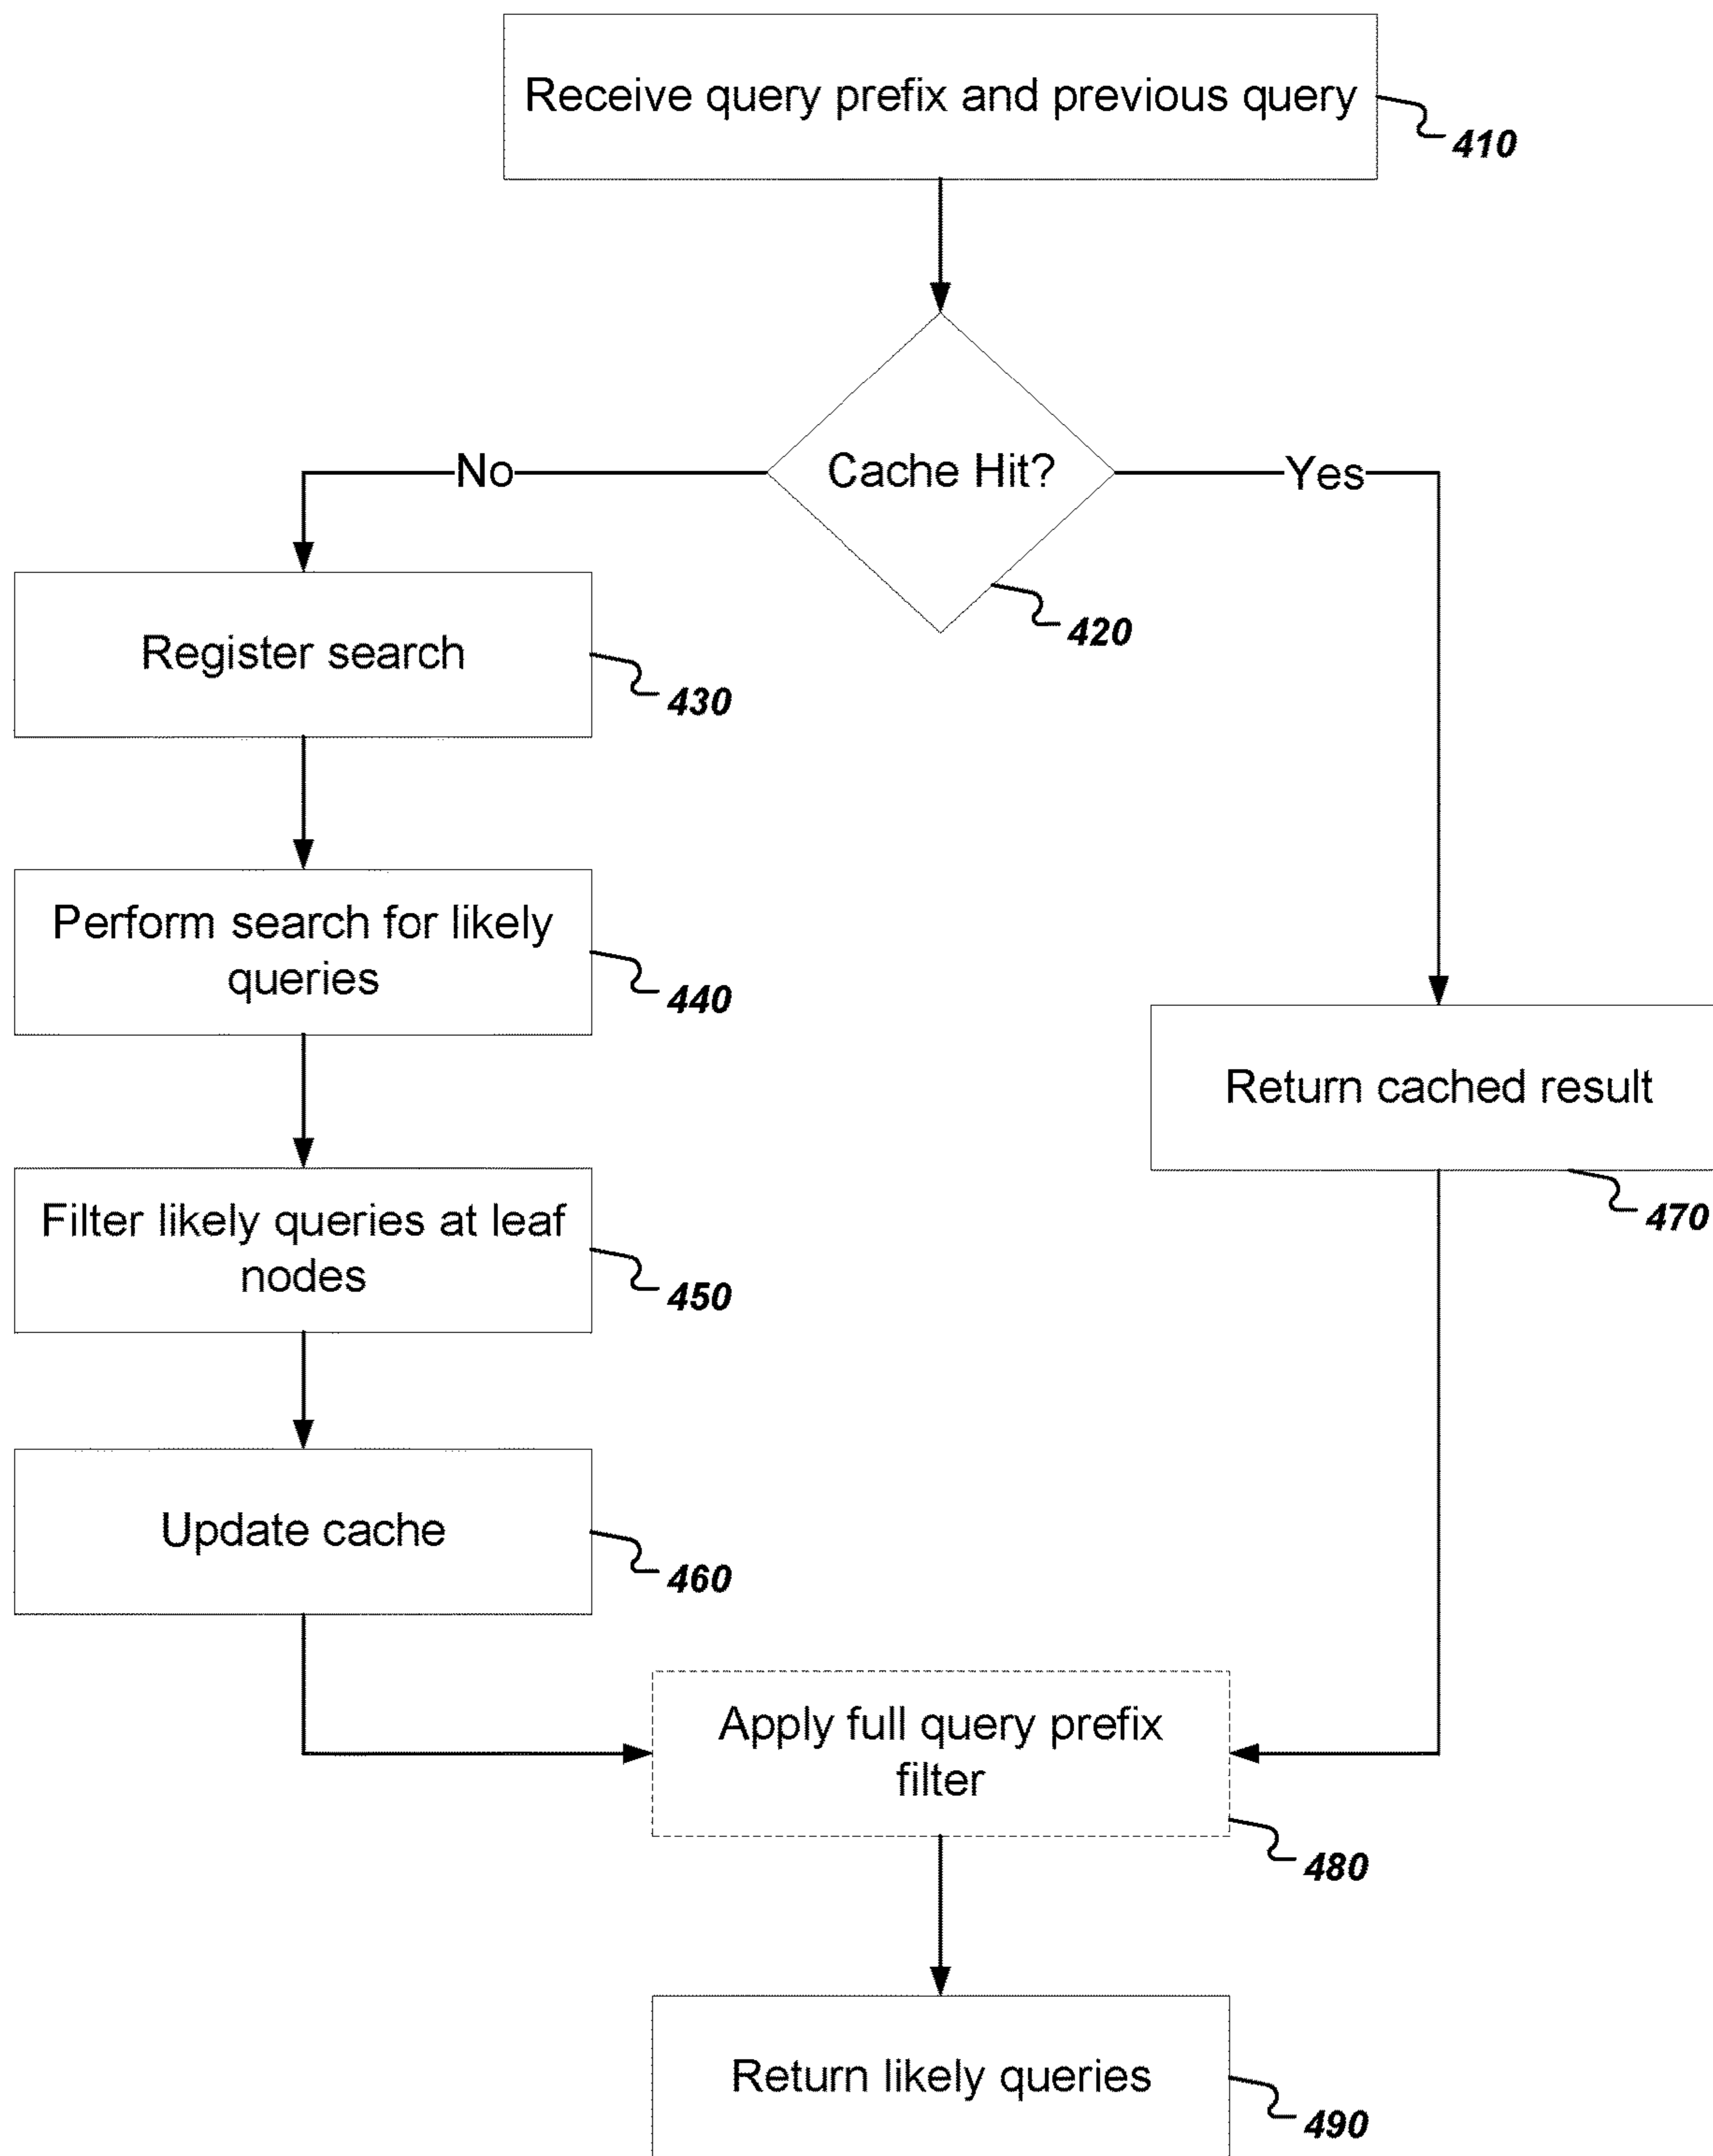 Receive query prefix and previous query
410
Cache Hit?
No
Yes
420
Register search
430
Perform search for likely
queries
440
Return cached result
470
Filter likely queries at leaf
nodes
450
Update cache
460
Apply full query prefix
filter
480
Return likely queries
490